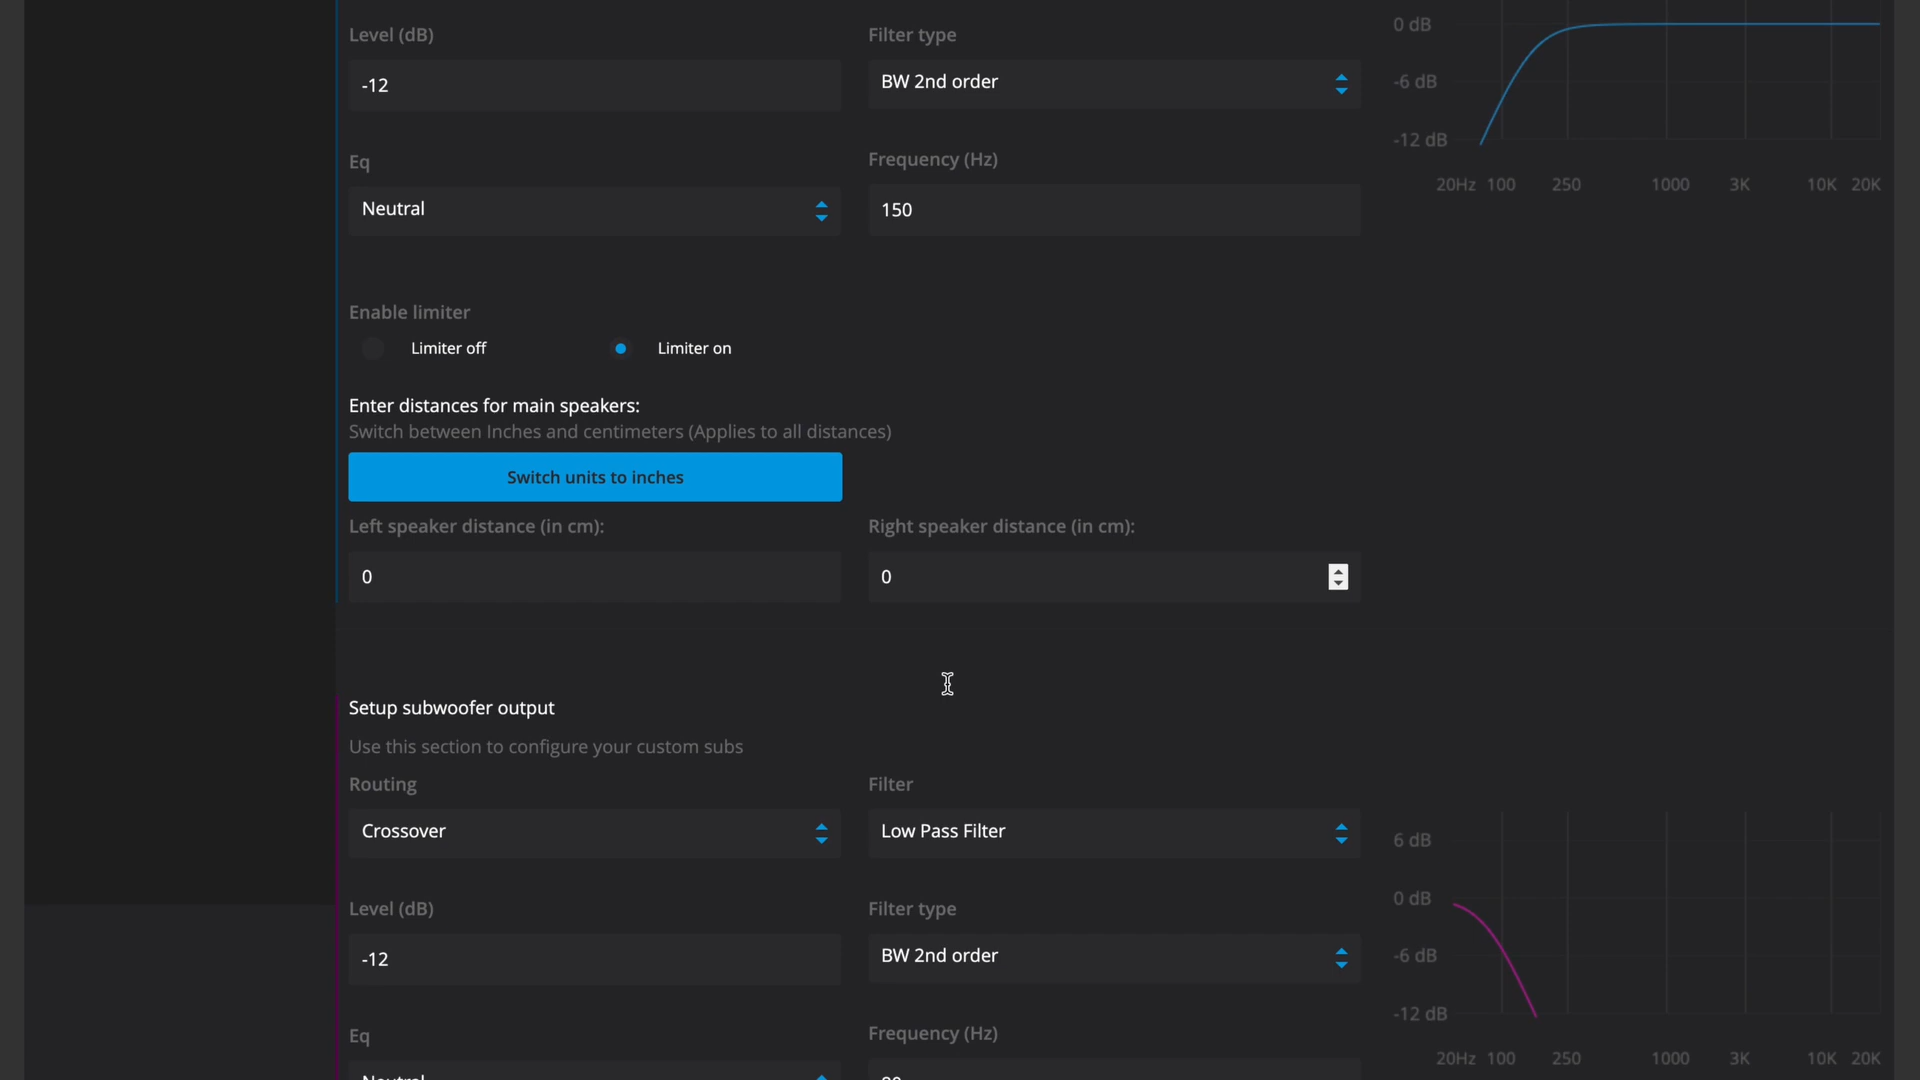 Level (dB)
Filter type
-12
BW 2nd order
Eq
Frequency (Hz)
Neutral
150
0 dB
-6 dB
-12 dB
20Hz 100 250 1000 3K 10K 20K
Enable limiter
Limiter off
Limiter on
Enter distances for main speakers:
Switch between Inches and centimeters (Applies to all distances)
Switch units to inches
Left speaker distance (in cm):
Right speaker distance (in cm):
0
0
Setup subwoofer output
Use this section to configure your custom subs
Routing
Filter
Crossover
Low Pass Filter
Level (dB)
Filter type
-12
BW 2nd order
Eq
Frequency (Hz)
Neutral
6 dB
0 dB
-6 dB
-12 dB
20Hz 100 250 1000 3K 10K 20K